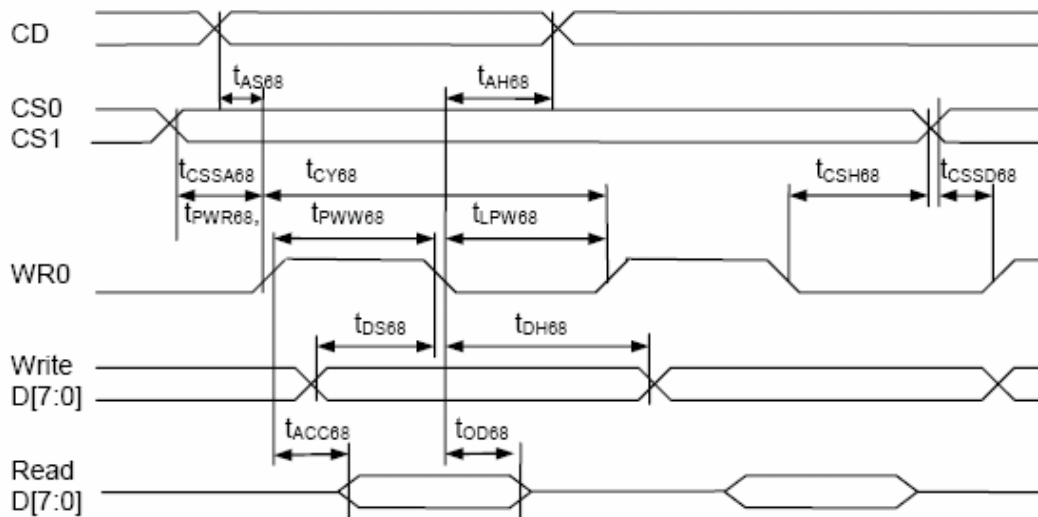 CD
tAS68 tAH68
CS0
CS1
tCSSA68 tCY68 tCSH68 tCSSD68
tPWR68, tPWW68 tLPW68
WR0
tDS68 tDH68
Write
D[7:0]
tACC68 tOD68
Read
D[7:0]